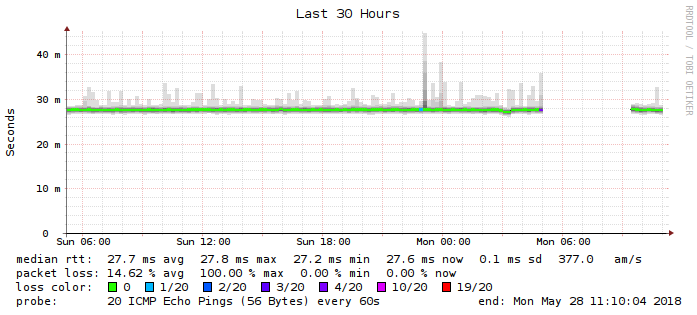 Last 30 Hours
RRDTOOL / TOBI OETIKER
Seconds
40 m
30 m
20 m
10 m
0
Sun 06:00 Sun 12:00 Sun 18:00 Mon 00:00 Mon 06:00
median rtt: 27.7 ms avg 27.8 ms max 27.2 ms min 27.6 ms now 0.1 ms sd 377.0 am/s
packet loss: 14.62 % avg 100.00 % max 0.00 % min 0.00 % now
loss color: 0 1/20 2/20 3/20 4/20 10/20 19/20
probe: 20 ICMP Echo Pings (56 Bytes) every 60s end: Mon May 28 11:10:04 2018